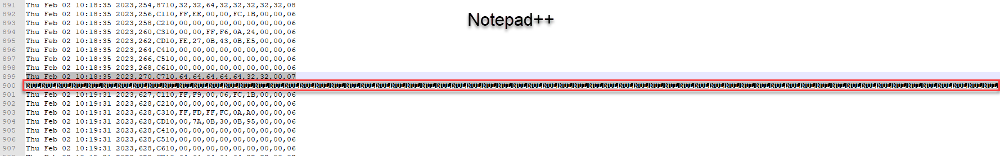 Notepad++
891 Thu Feb 02 10:18:35 2023,254,8710,32,32,64,32,32,32,32,32,08
892 Thu Feb 02 10:18:35 2023,256,C110,FF,EE,00,00,FC,1B,00,00,06
893 Thu Feb 02 10:18:35 2023,258,C210,00,00,00,00,00,00,00,00,06
894 Thu Feb 02 10:18:35 2023,260,C310,00,00,FF,F6,0A,24,00,00,06
895 Thu Feb 02 10:18:35 2023,262,CD10,FE,27,0B,43,0B,E5,00,00,06
896 Thu Feb 02 10:18:35 2023,264,C410,00,00,00,00,00,00,00,00,06
897 Thu Feb 02 10:18:35 2023,266,C510,00,00,00,00,00,00,00,00,06
898 Thu Feb 02 10:18:35 2023,268,C610,00,00,00,00,00,00,00,00,06
899 Thu Feb 02 10:18:35 2023,270,C710,64,64,64,64,64,32,32,00,07
900 NULNULNULNULNULNULNULNULNULNULNULNULNULNULNULNULNULNULNULNULNULNULNULNULNULNULNULNULNULNULNULNULNULNULNULNULNULNULNULNULNULNULNULNULNULNULNULNULNULNULNULNULNULNULNULNULNULNULNULNULNULNULNULNUL
901 Thu Feb 02 10:19:31 2023,627,C110,FF,F9,00,06,FC,1B,00,00,06
902 Thu Feb 02 10:19:31 2023,628,C210,00,00,00,00,00,00,00,00,06
903 Thu Feb 02 10:19:31 2023,628,C310,FF,FD,FF,FC,0A,A0,00,00,06
904 Thu Feb 02 10:19:31 2023,628,CD10,00,7A,0B,30,0B,95,00,00,06
905 Thu Feb 02 10:19:31 2023,628,C410,00,00,00,00,00,00,00,00,06
906 Thu Feb 02 10:19:31 2023,628,C510,00,00,00,00,00,00,00,00,06
907 Thu Feb 02 10:19:31 2023,628,C610,00,00,00,00,00,00,00,00,06